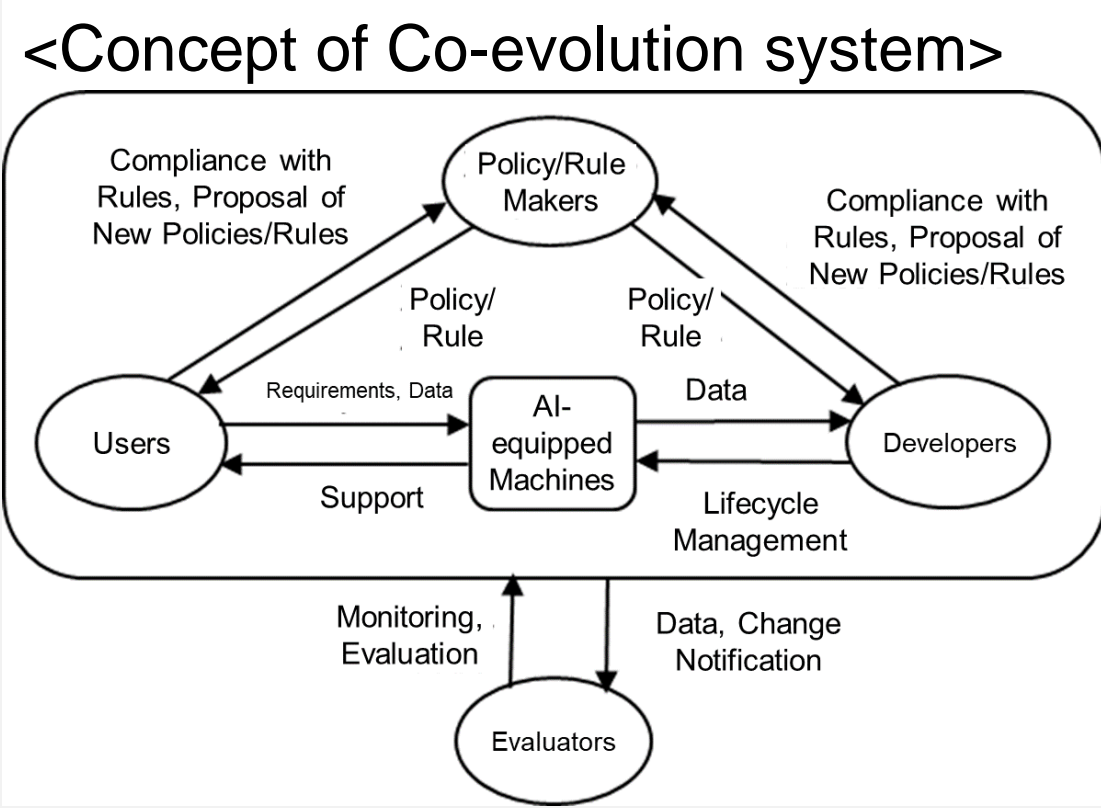 <Concept of Co-evolution system>
Compliance with
Rules, Proposal of
New Policies/Rules
Policy/Rule
Makers
Compliance with
Rules, Proposal of
New Policies/Rules
Policy/
Rule
Policy/
Rule
Users
Requirements, Data
Support
AI-
equipped
Machines
Data
Lifecycle
Management
Developers
Monitoring,
Evaluation
Data, Change
Notification
Evaluators